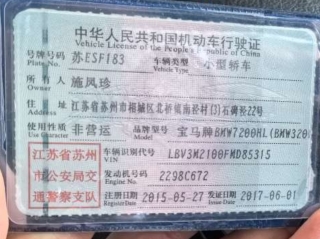 中华人民共和国机动车行驶证
Vehicle License of the People's Republic of China
号牌号码 苏ESF183 车辆类型 小型轿车
Plate No. Vehicle Type
所有人 施凤珍
Owner
住址 江苏省苏州市相城区北桥镇南径村(3)石狮泾22号
Address
使用性质 非营运 品牌型号 宝马牌BMW7200HL(BMW320
Use Character Model
江苏省苏州
市公安局交
通警察支队
车辆识别代号 LBV3M2100FMD85315
VIN
发动机号码 2298C672
Engine No.
注册日期 2015-05-27 发证日期 2017-06-01
Register Date Issue Date